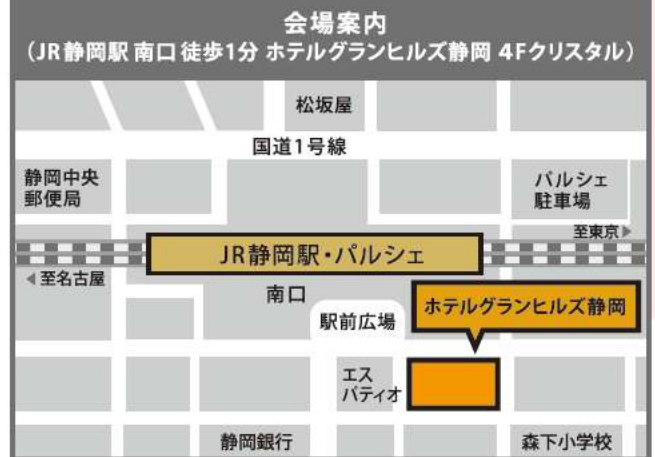 会場案内
(JR静岡駅 南口 徒歩1分 ホテルグランヒルズ静岡 4Fクリスタル)
松坂屋
国道1号線
静岡中央
郵便局
パルシェ
駐車場
至東京▶
JR静岡駅・パルシェ
◀至名古屋
南口
駅前広場
ホテルグランヒルズ静岡
エス
パティオ
静岡銀行
森下小学校